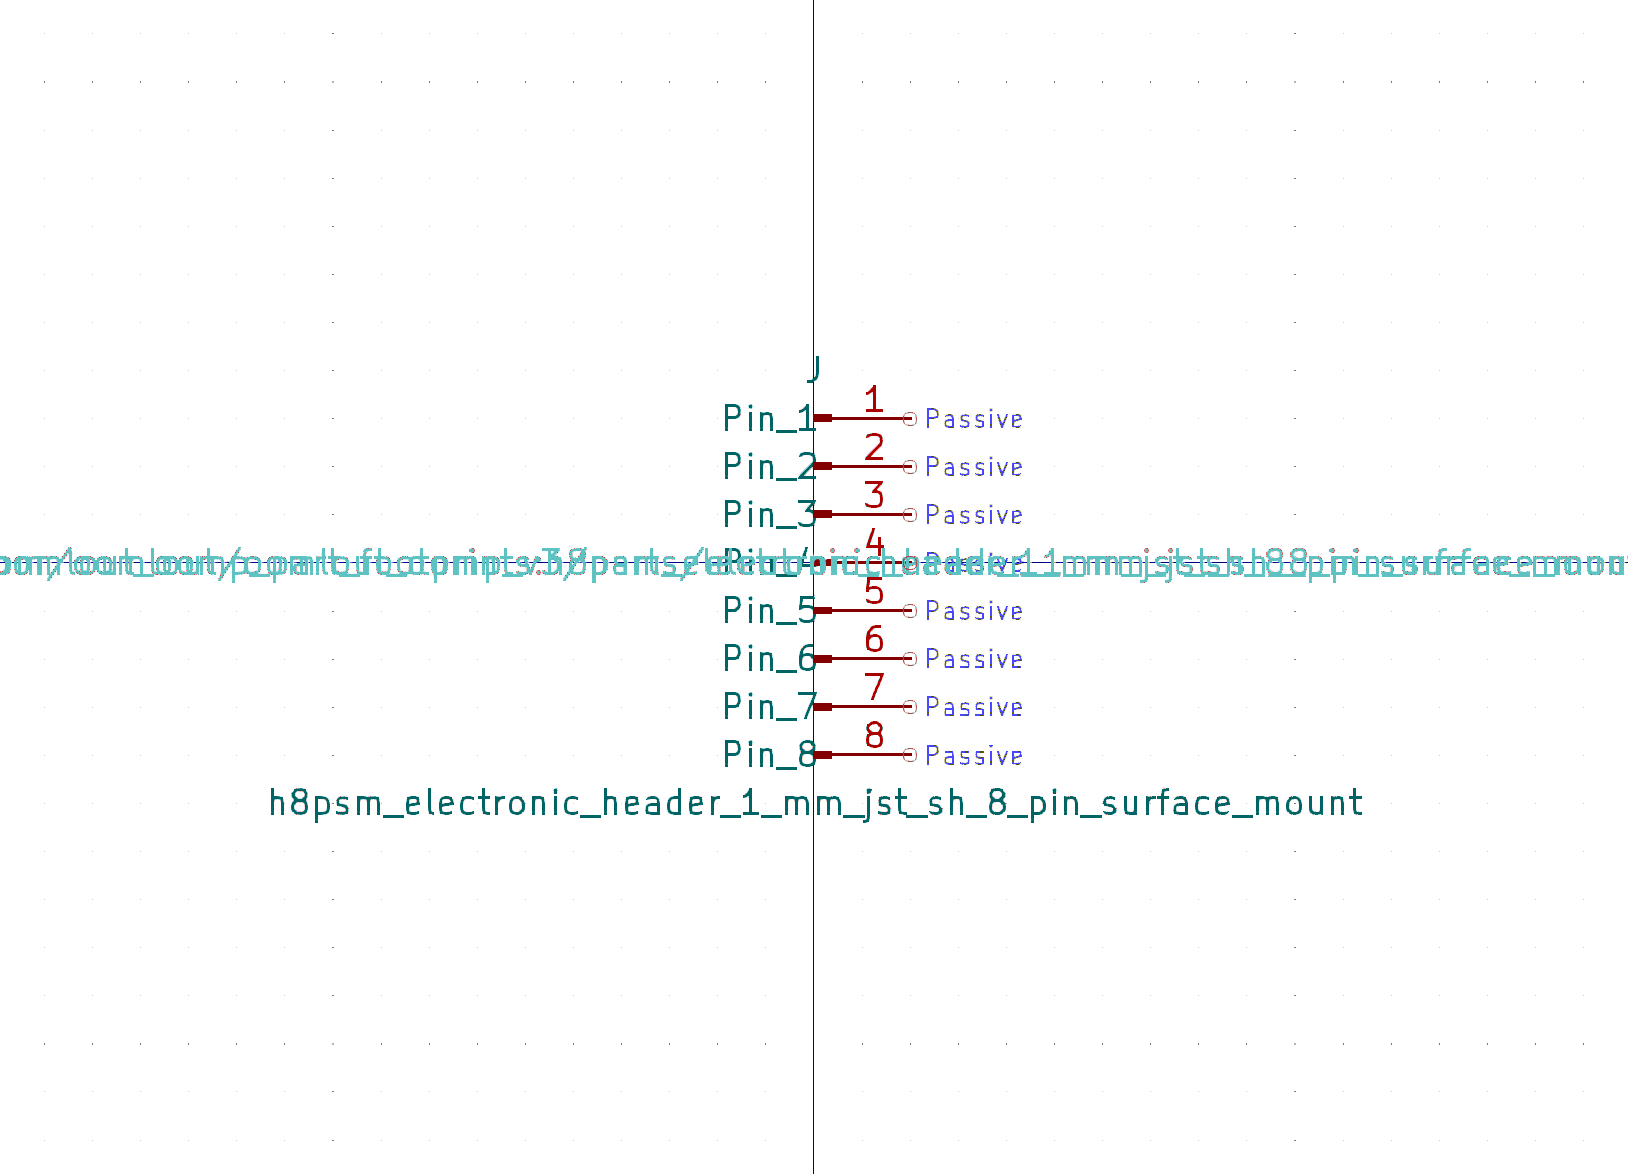 J
Pin_1 1 Passive
Pin_2 2 Passive
Pin_3 3 Passive
Pin_4 4 Passive
Pin_5 5 Passive
Pin_6 6 Passive
Pin_7 7 Passive
Pin_8 8 Passive
h8psm_electronic_header_1_mm_jst_sh_8_pin_surface_mount